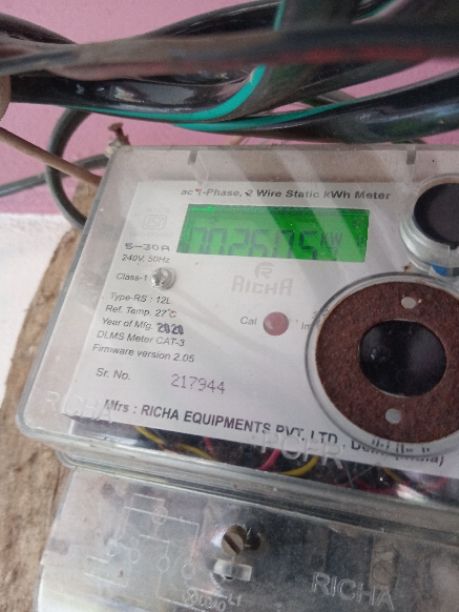 ac 1-Phase, 2 Wire Static kWh Meter
5-30A
240V, 50Hz
Class-1
RICHA
Type-RS : 12L
Ref. Temp. 27°C
Cal
Year of Mfg. 2020
DLMS Meter CAT-3
Firmware version 2.05
Sr. No. 217944
RICHA
Mfrs : RICHA EQUIPMENTS PVT. LTD.
RICHA
L1